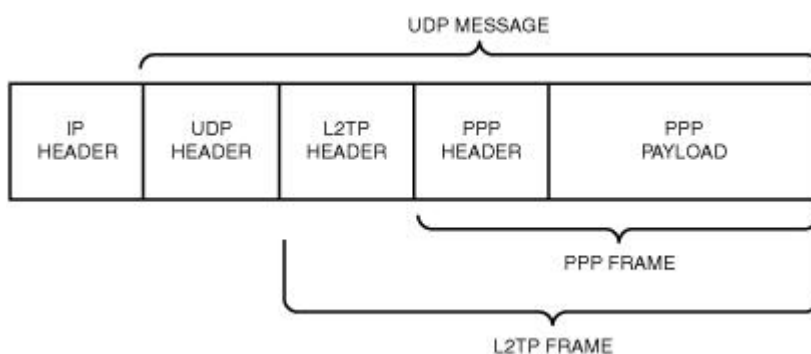 UDP MESSAGE
IP
HEADER
UDP
HEADER
L2TP
HEADER
PPP
HEADER
PPP
PAYLOAD
PPP FRAME
L2TP FRAME